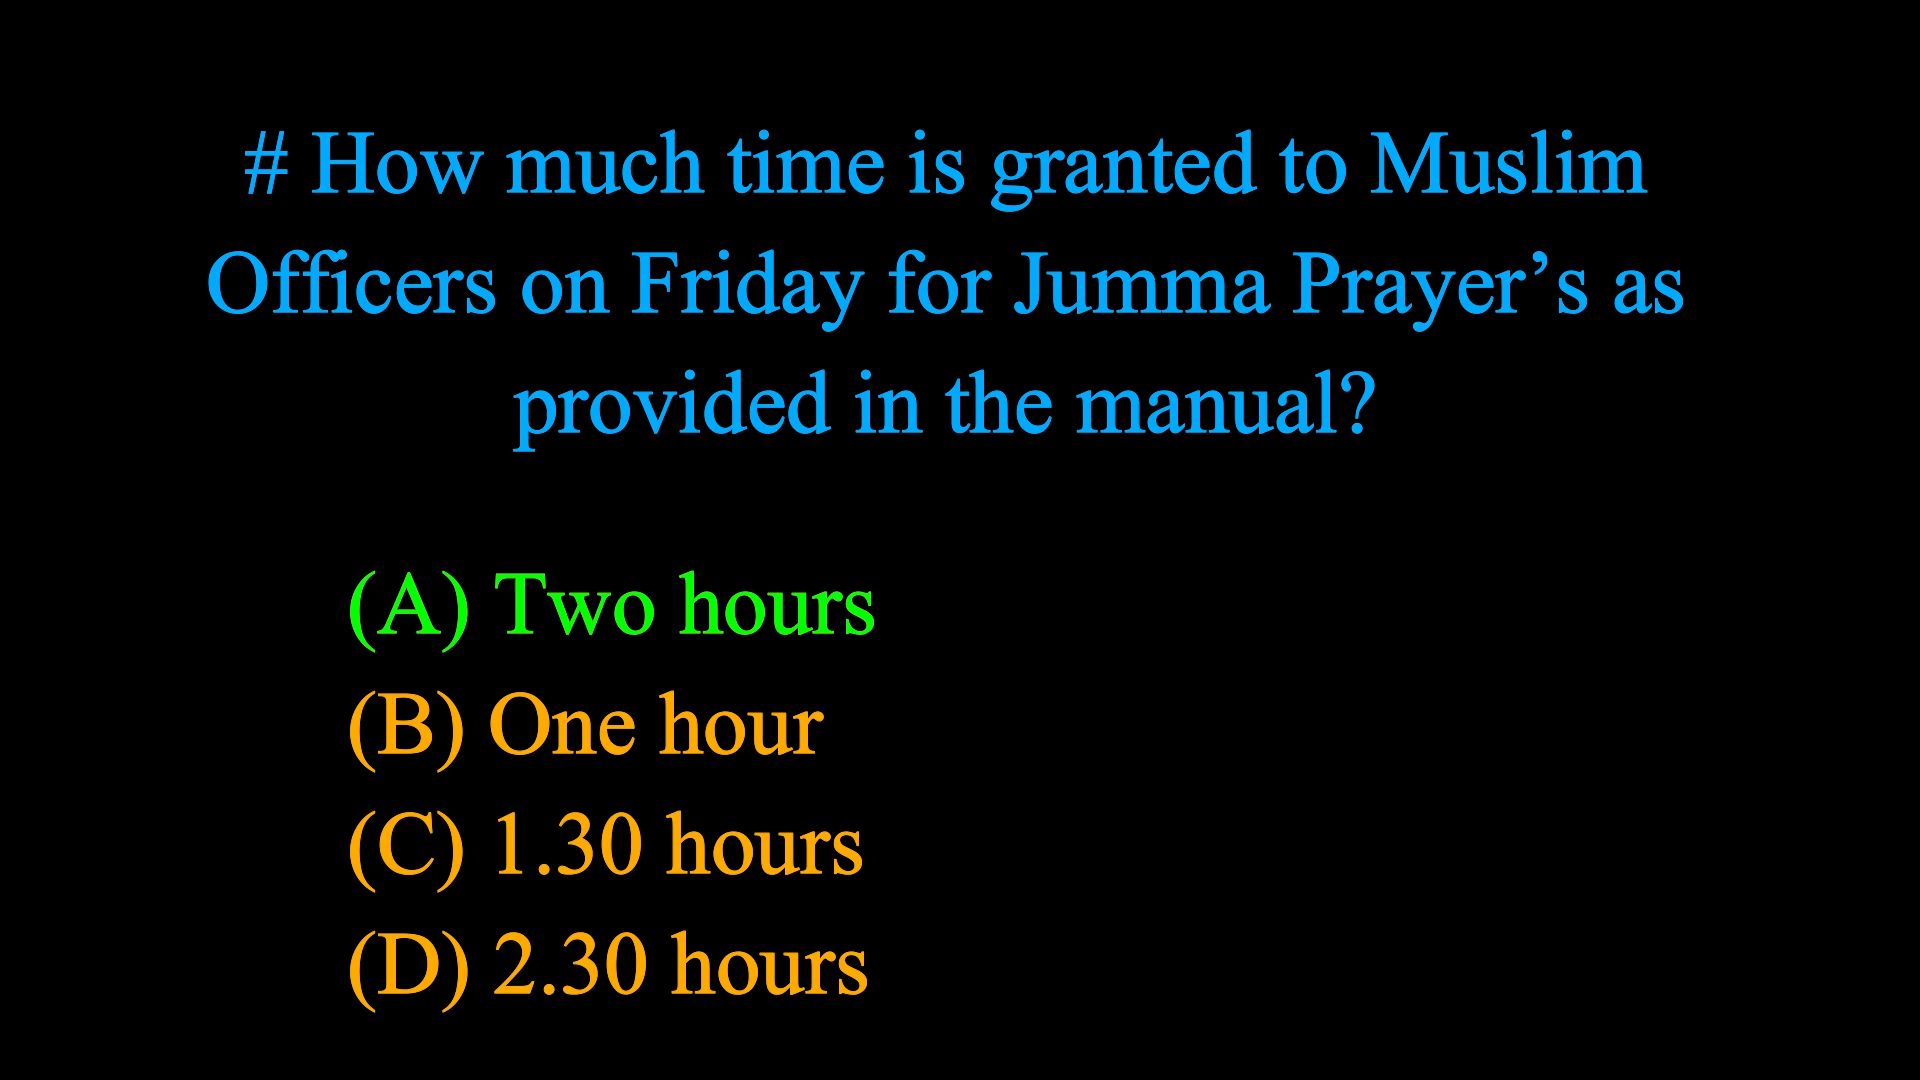 # How much time is granted to Muslim
Officers on Friday for Jumma Prayer’s as
provided in the manual?
(A) Two hours
(B) One hour
(C) 1.30 hours
(D) 2.30 hours